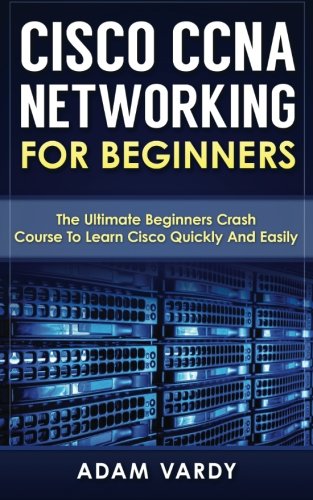 CISCO CCNA
NETWORKING
FOR BEGINNERS
The Ultimate Beginners Crash
Course To Learn Cisco Quickly And Easily
ADAM VARDY